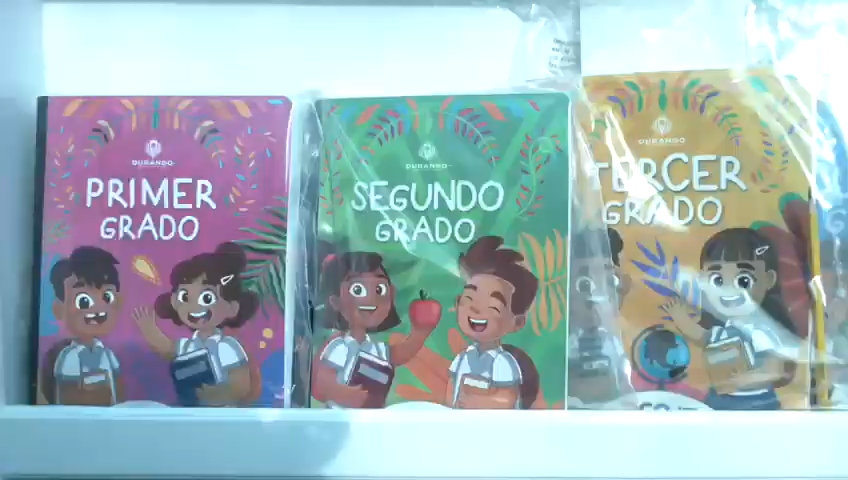 DURANGO
PRIMER
GRADO
DURANGO
SEGUNDO
GRADO
DURANGO
TERCER
GRADO